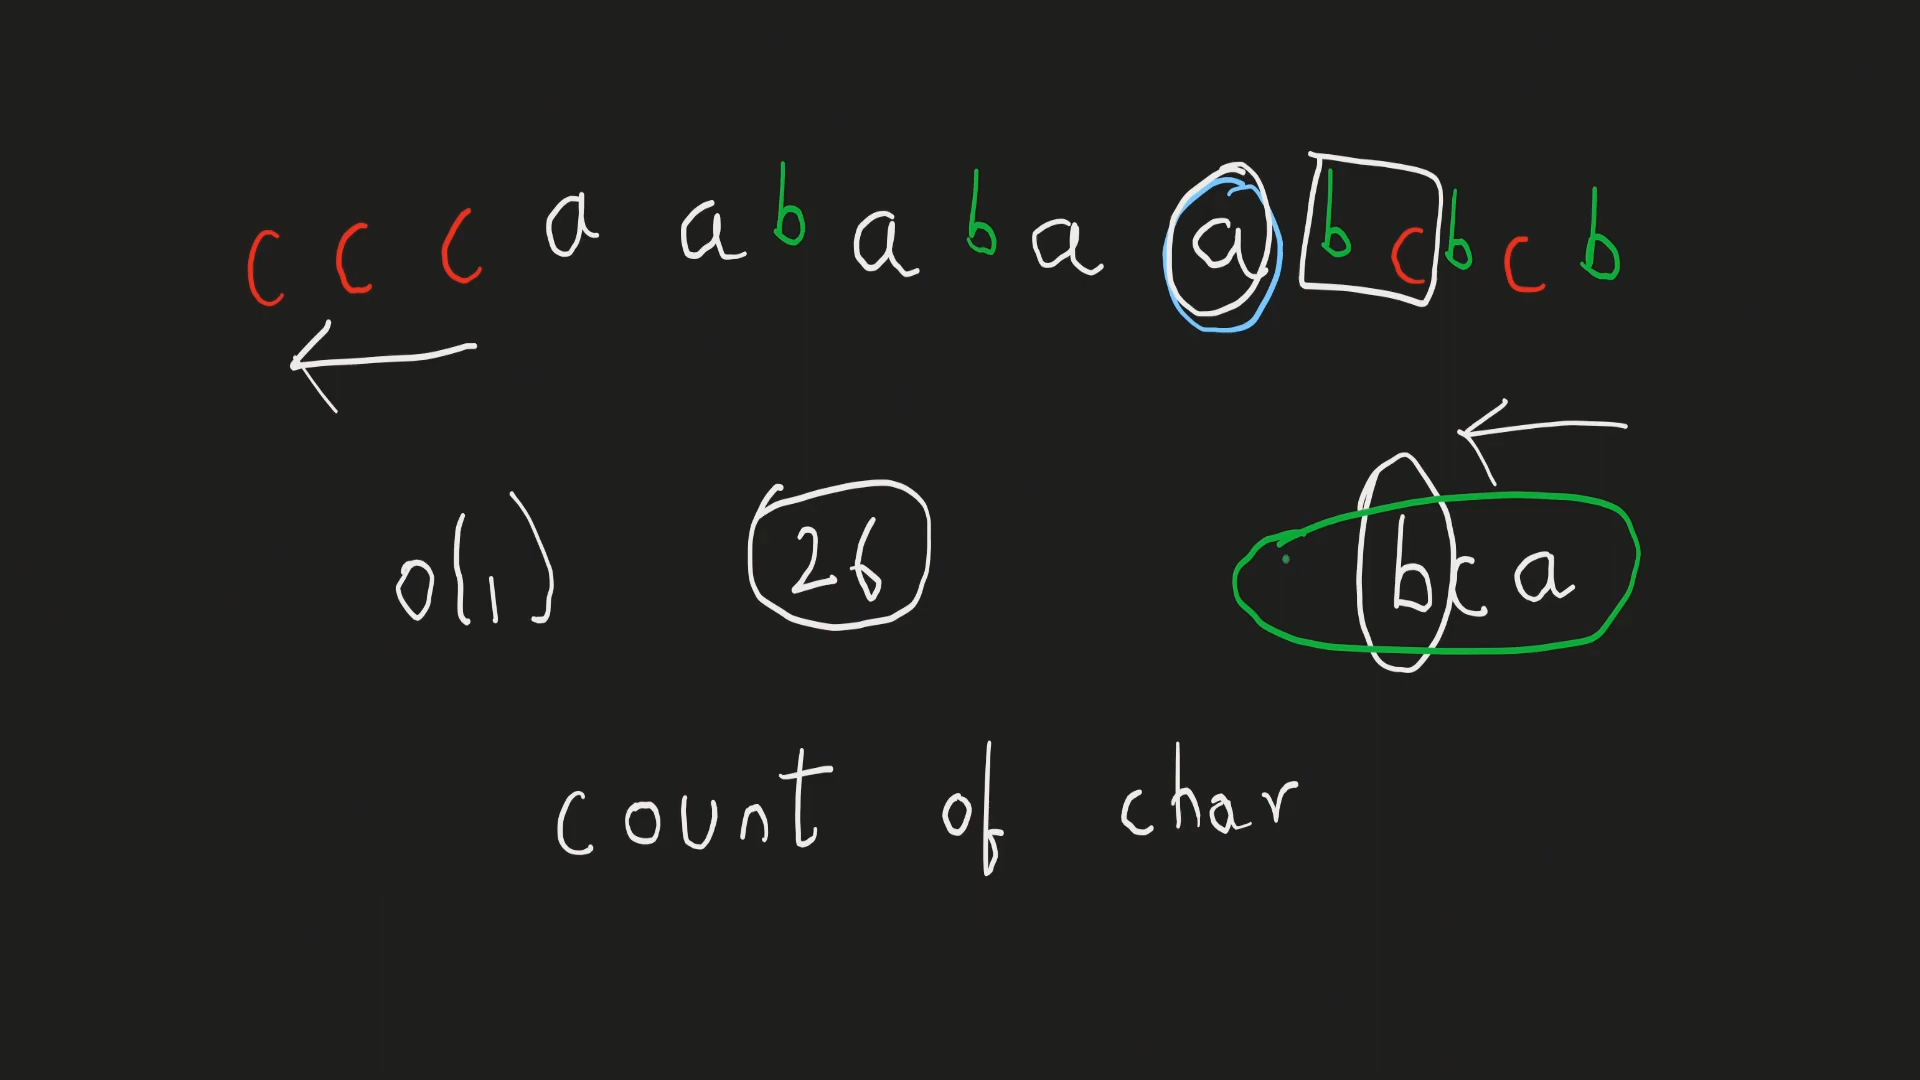 c c c a a b a b a a b c b c b
o(1) 26 bca
count of char